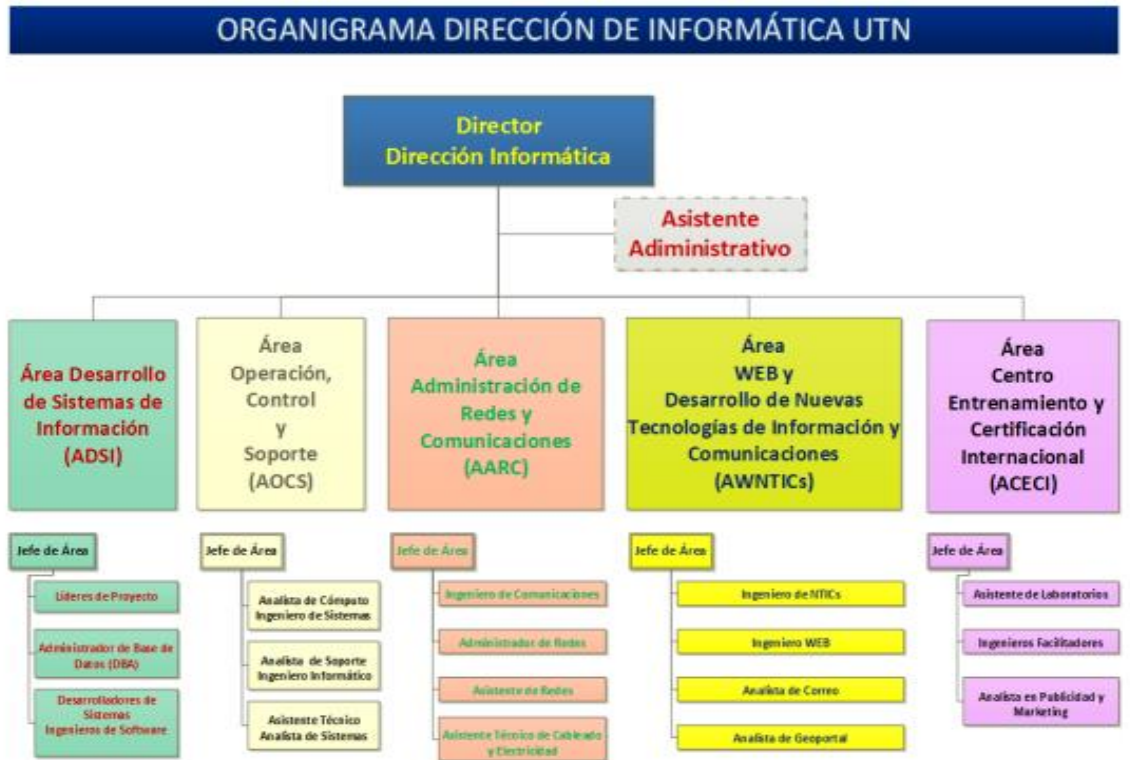 ORGANIGRAMA DIRECCIÓN DE INFORMÁTICA UTN
Director
Dirección Informática
Asistente
Adiministrativo
Área Desarrollo
de Sistemas de
Información
(ADSI)
Área
Operación,
Control
y
Soporte
(AOCS)
Área
Administración de
Redes y
Comunicaciones
(AARC)
Área
WEB y
Desarrollo de Nuevas
Tecnologías de Información y
Comunicaciones
(AWNTICs)
Área
Centro
Entrenamiento y
Certificación
Internacional
(ACECI)
Jefe de Área
Líderes de Proyecto
Administrador de Base de
Datos (DBA)
Desarrolladores de
Sistemas
Ingenieros de Software
Jefe de Área
Analista de Cómputo
Ingeniero de Sistemas
Analista de Soporte
Ingeniero Informático
Asistente Técnico
Analista de Sistemas
Jefe de Área
Ingeniero de Comunicaciones
Administrador de Redes
Asistente de Redes
Asistente Técnico de Cableado
y Electricidad
Jefe de Área
Ingeniero de NTICs
Ingeniero WEB
Analista de Correo
Analista de Geoportal
Jefe de Área
Asistente de Laboratorios
Ingenieros Facilitadores
Analista en Publicidad y
Marketing